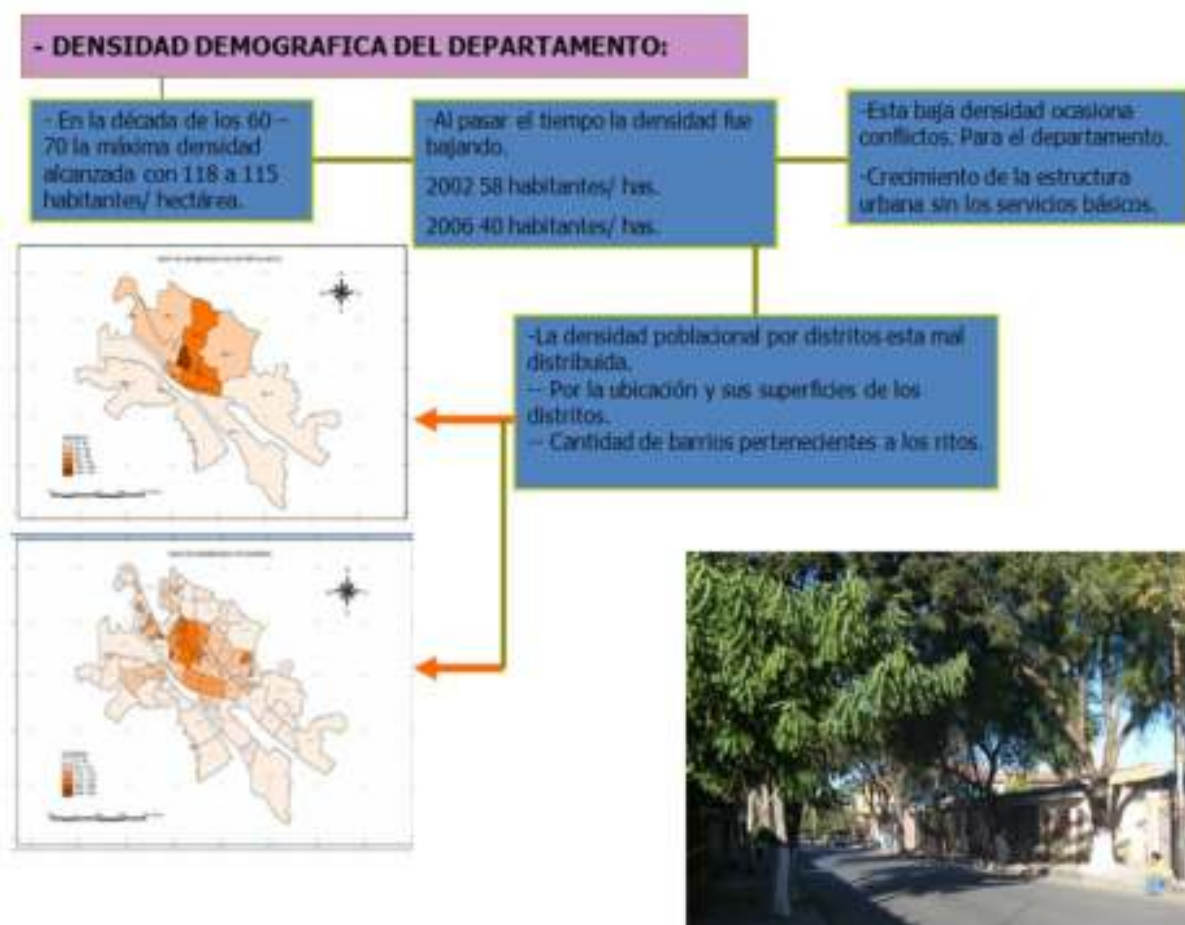 - DENSIDAD DEMOGRAFICA DEL DEPARTAMENTO:
- En la década de los 60 –
70 la máxima densidad
alcanzada con 118 a 115
habitantes/ hectárea.
-Al pasar el tiempo la densidad fue
bajando.
2002 58 habitantes/ has.
2006 40 habitantes/ has.
-Esta baja densidad ocasiona
conflictos. Para el departamento.
-Crecimiento de la estructura
urbana sin los servicios básicos.
-La densidad poblacional por distritos esta mal
distribuida.
-- Por la ubicación y sus superficies de los
distritos.
-- Cantidad de barrios pertenecientes a los ritos.